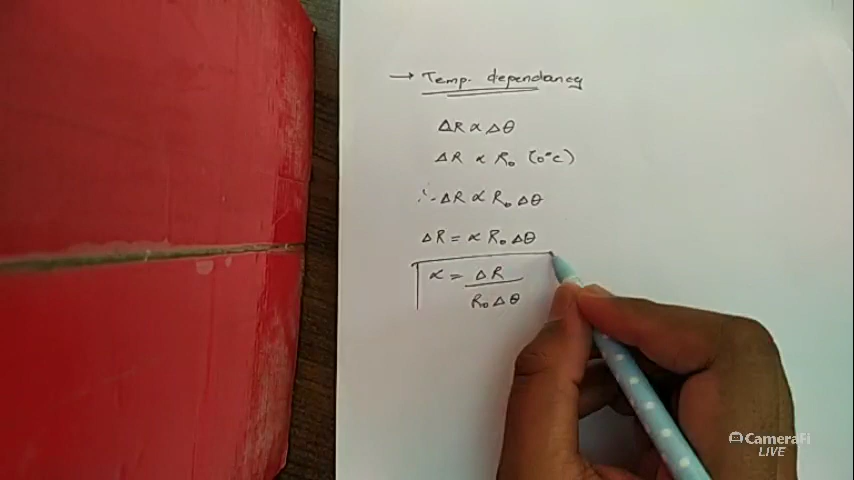 → Temp. dependancy
ΔR ∝ Δθ
ΔR ∝ R₀ (0°C)
∴ ΔR ∝ R₀ Δθ
ΔR = ∝ R₀ Δθ
∝ = ΔR
R₀ Δθ
CameraFi
LIVE